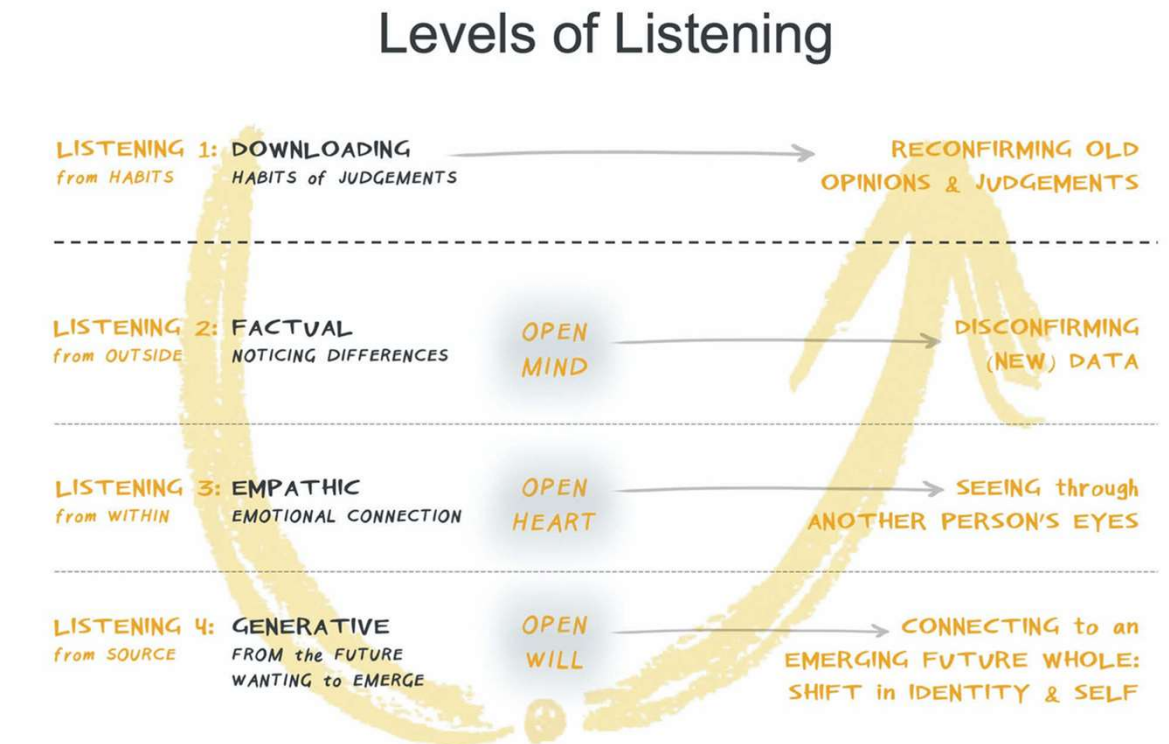 Levels of Listening
LISTENING 1: DOWNLOADING
from HABITS HABITS of JUDGEMENTS
RECONFIRMING OLD
OPINIONS & JUDGEMENTS
LISTENING 2: FACTUAL
from OUTSIDE NOTICING DIFFERENCES
OPEN
MIND
DISCONFIRMING
(NEW) DATA
LISTENING 3: EMPATHIC
from WITHIN EMOTIONAL CONNECTION
OPEN
HEART
SEEING through
ANOTHER PERSON'S EYES
LISTENING 4: GENERATIVE
from SOURCE FROM the FUTURE
WANTING to EMERGE
OPEN
WILL
CONNECTING to an
EMERGING FUTURE WHOLE:
SHIFT in IDENTITY & SELF